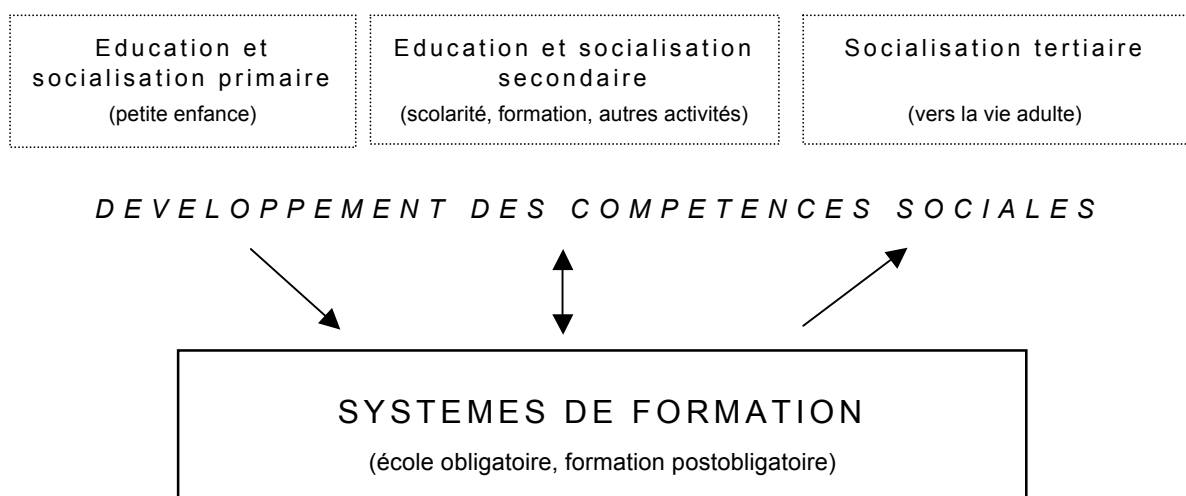 Education et
socialisation primaire
(petite enfance)
Education et socialisation
secondaire
(scolarité, formation, autres activités)
Socialisation tertiaire
(vers la vie adulte)
DEVELOPPEMENT DES COMPETENCES SOCIALES
SYSTEMES DE FORMATION
(école obligatoire, formation postobligatoire)